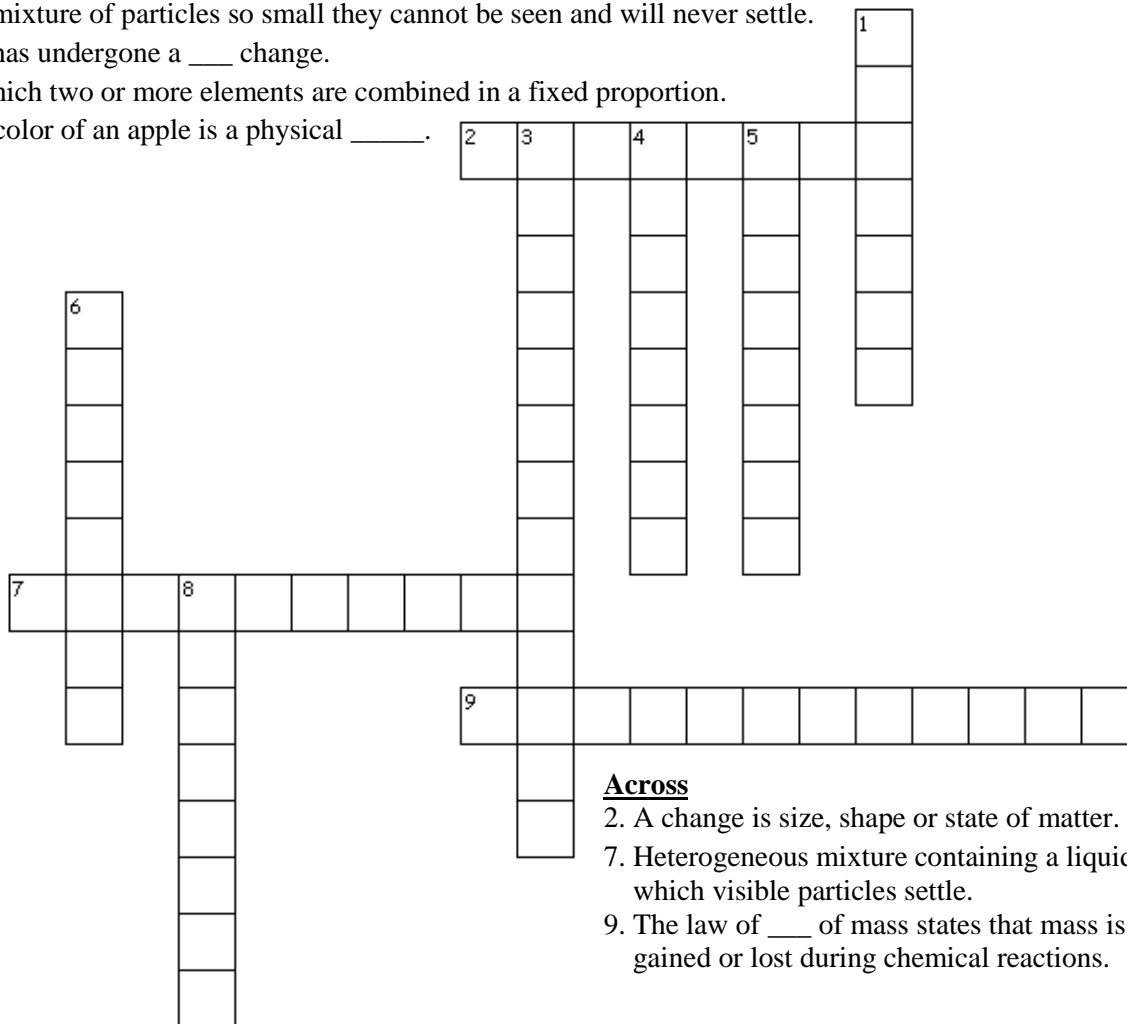 mixture of particles so small they cannot be seen and will never settle.
has undergone a ___ change.
hich two or more elements are combined in a fixed proportion.
color of an apple is a physical _____.
1
2 3 4 5
6
7 8
9
Across
2. A change is size, shape or state of matter.
7. Heterogeneous mixture containing a liquid
which visible particles settle.
9. The law of ___ of mass states that mass is
gained or lost during chemical reactions.